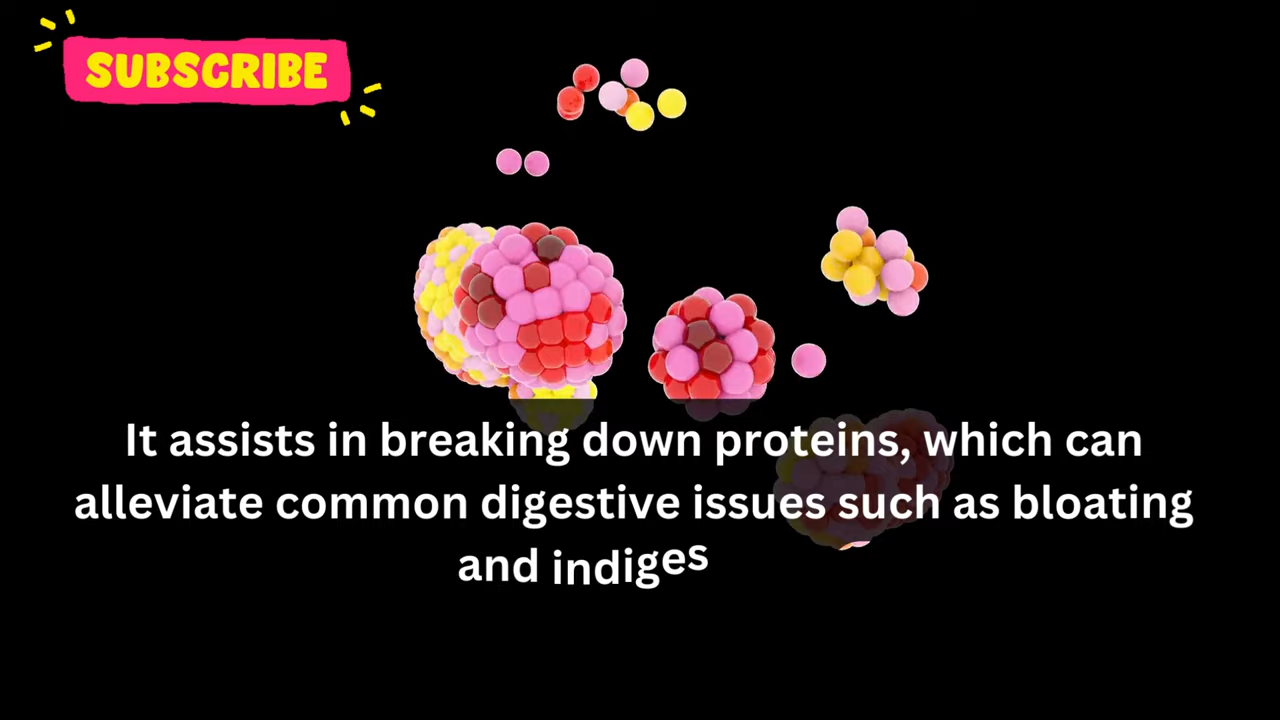 SUBSCRIBE
It assists in breaking down proteins, which can
alleviate common digestive issues such as bloating
and indiges